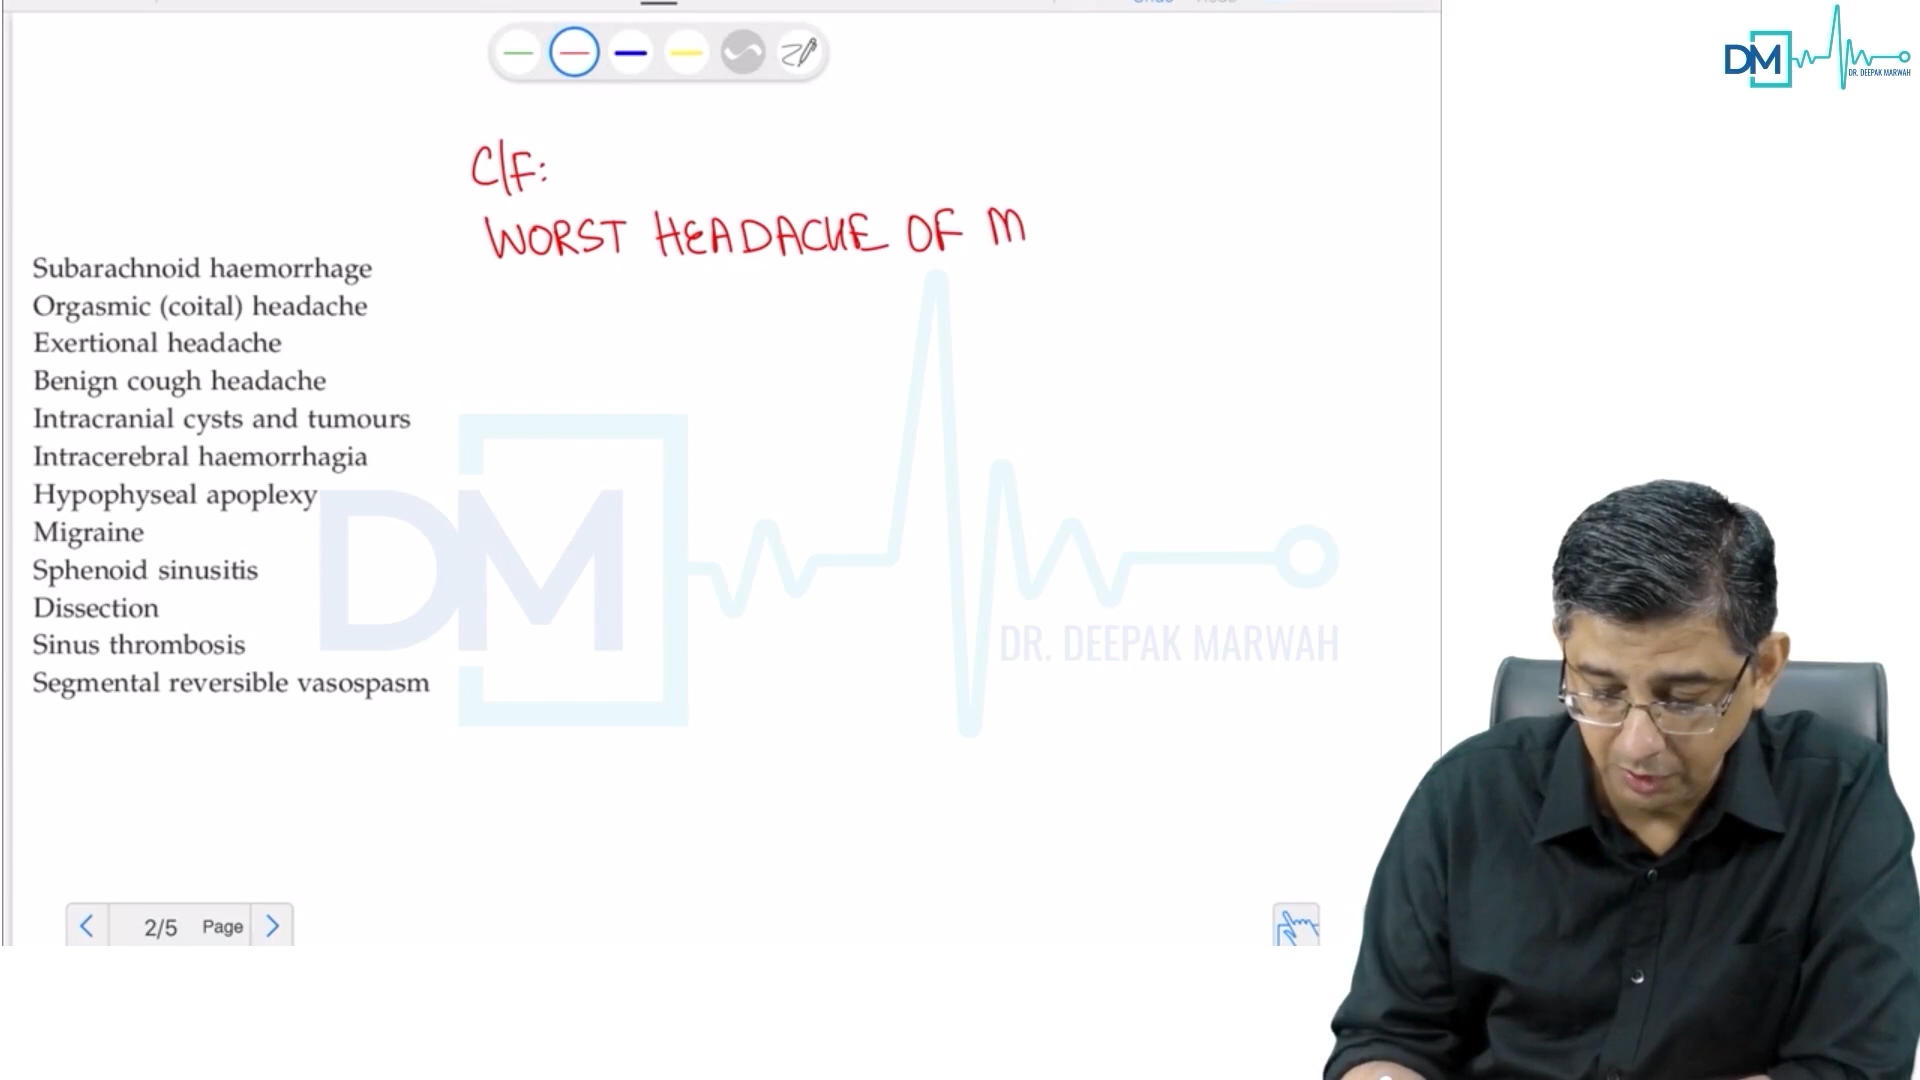 DM
DR. DEEPAK MARWAH
C/F:
WORST HEADACHE OF M
Subarachnoid haemorrhage
Orgasmic (coital) headache
Exertional headache
Benign cough headache
Intracranial cysts and tumours
Intracerebral haemorrhagia
Hypophyseal apoplexy
Migraine
Sphenoid sinusitis
Dissection
Sinus thrombosis
Segmental reversible vasospasm
DM
DR. DEEPAK MARWAH
2/5 Page